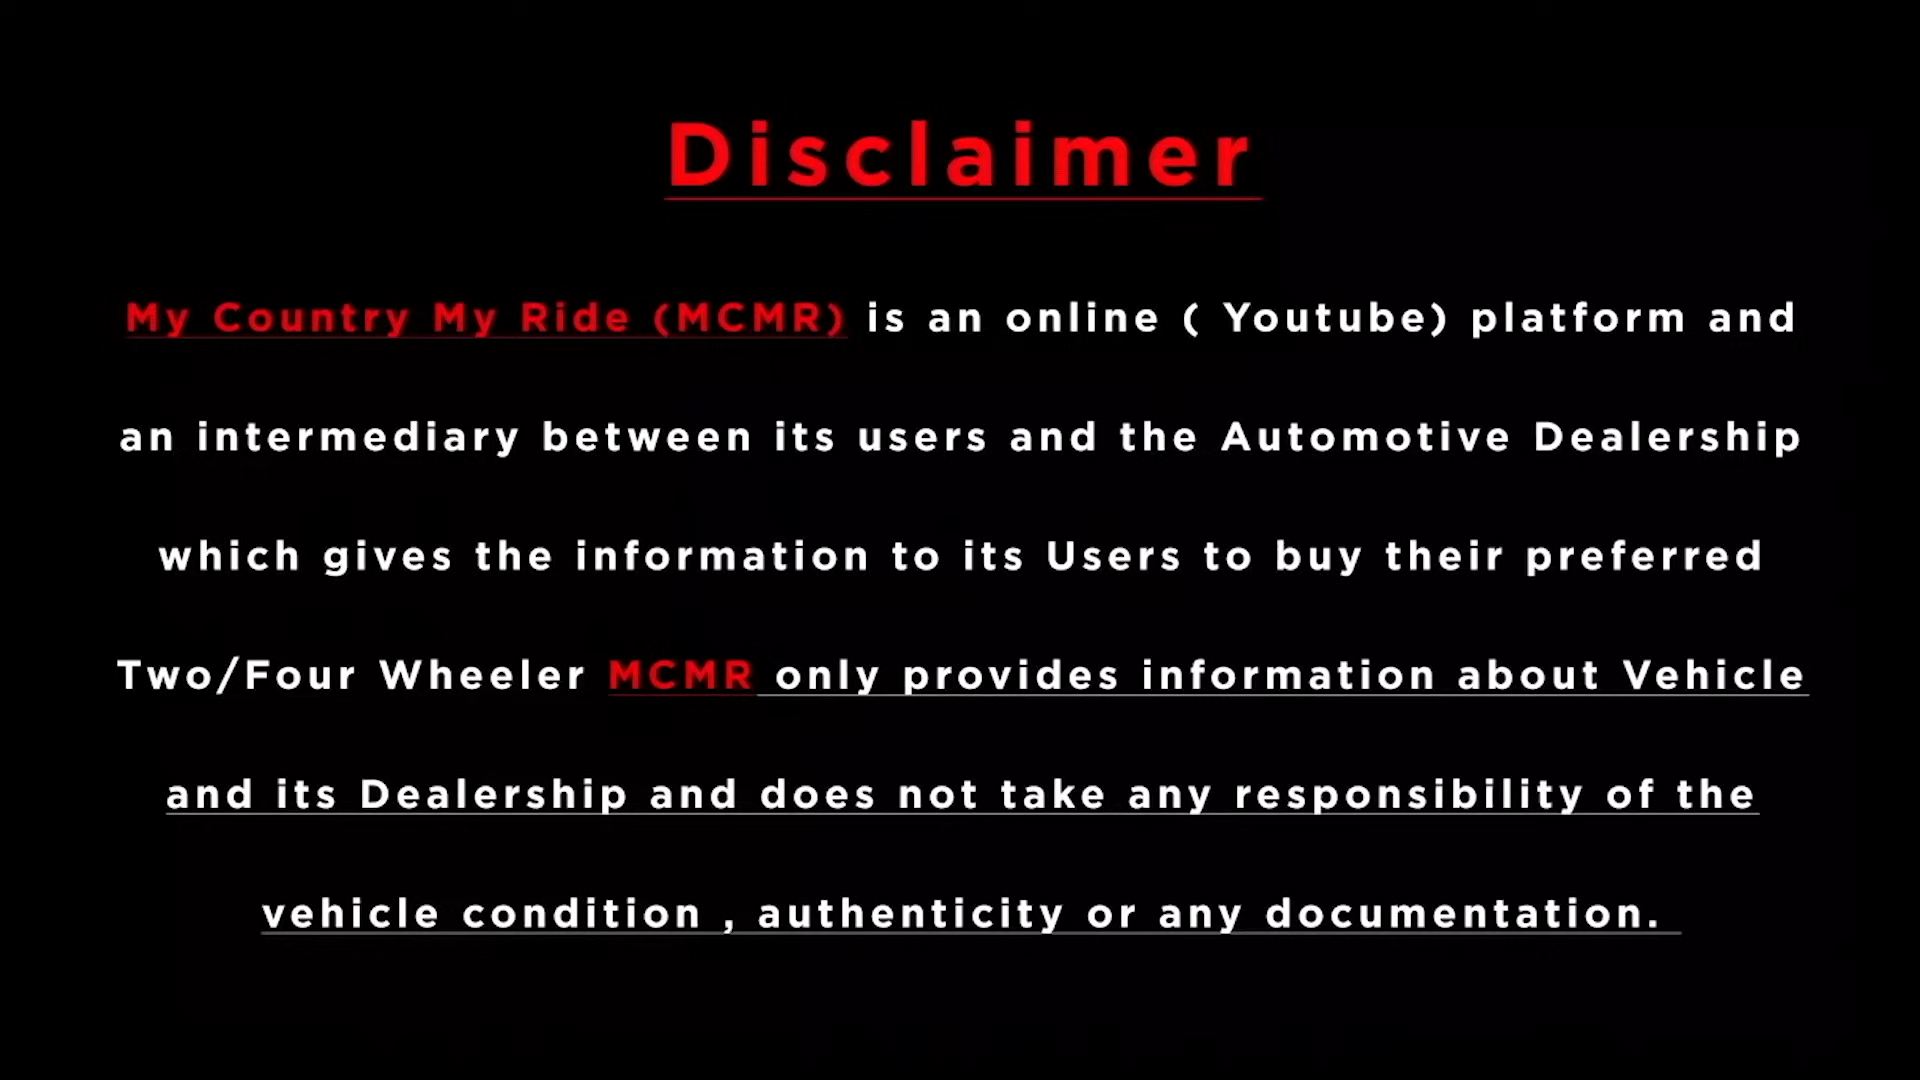 Disclaimer
My Country My Ride (MCMR) is an online ( Youtube) platform and
an intermediary between its users and the Automotive Dealership
which gives the information to its Users to buy their preferred
Two/Four Wheeler MCMR only provides information about Vehicle
and its Dealership and does not take any responsibility of the
vehicle condition , authenticity or any documentation.